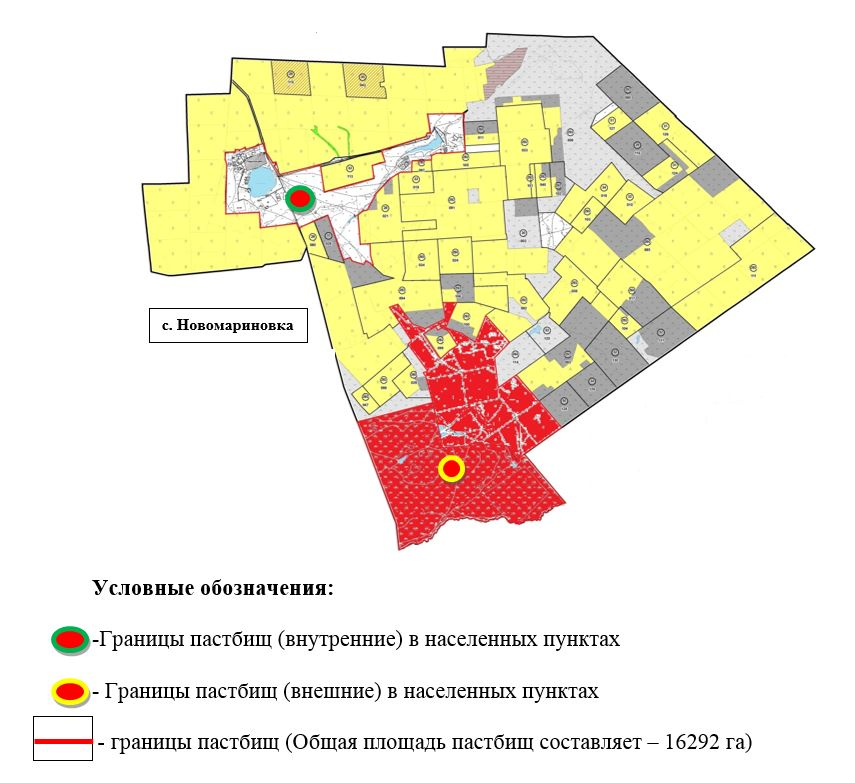 с. Новомариновка
Условные обозначения:
-Границы пастбищ (внутренние) в населенных пунктах
- Границы пастбищ (внешние) в населенных пунктах
- границы пастбищ (Общая площадь пастбищ составляет – 16292 га)